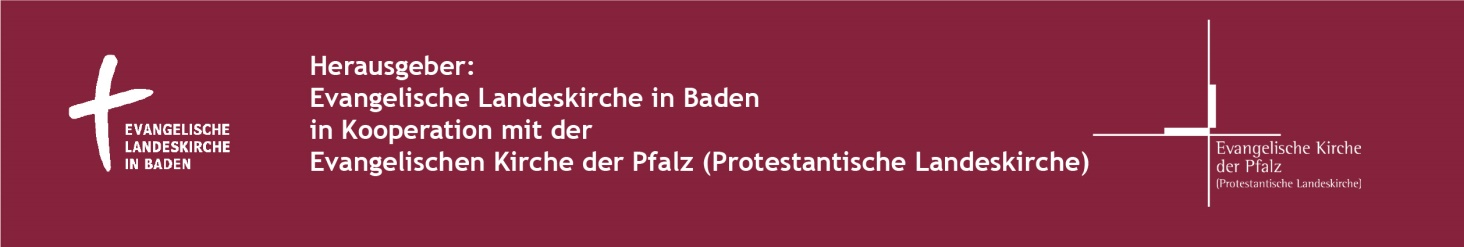 EVANGELISCHE
LANDESKIRCHE
IN BADEN
Herausgeber:
Evangelische Landeskirche in Baden
in Kooperation mit der
Evangelischen Kirche der Pfalz (Protestantische Landeskirche)
Evangelische Kirche
der Pfalz
(Protestantische Landeskirche)